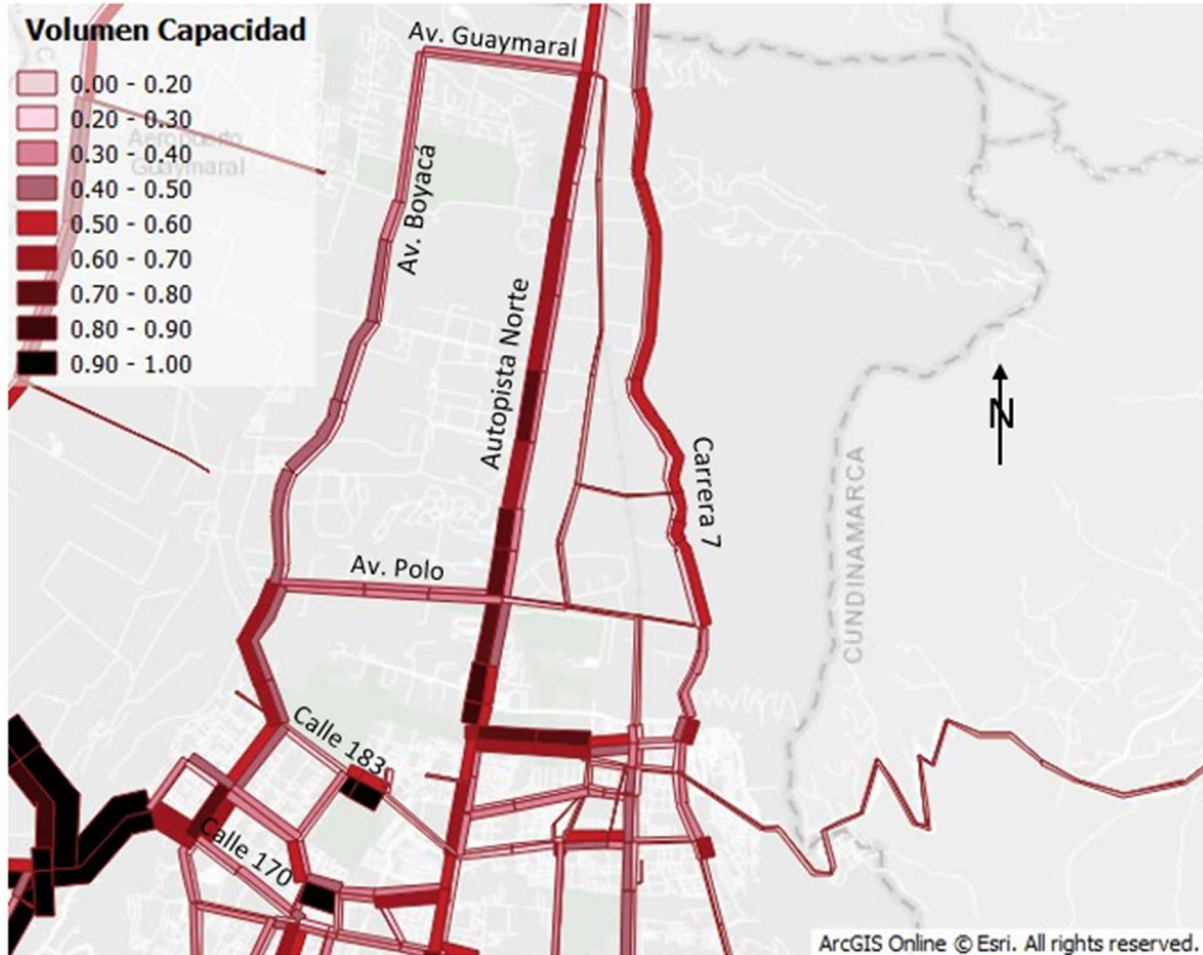 Volumen Capacidad
0.00 - 0.20
0.20 - 0.30
0.30 - 0.40
0.40 - 0.50
0.50 - 0.60
0.60 - 0.70
0.70 - 0.80
0.80 - 0.90
0.90 - 1.00
Aeropuerto
Guaymaral
Av. Guaymaral
Av. Boyacá
Autopista Norte
Carrera 7
N
CUNDINAMARCA
Av. Polo
Calle 183
Calle 170
ArcGIS Online © Esri. All rights reserved.